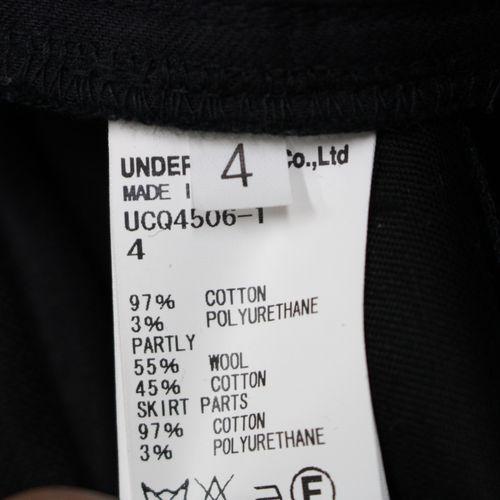 UNDER Co.,Ltd
4
MADE I
UCQ4506-1
4
97% COTTON
3% POLYURETHANE
PARTLY
55% WOOL
45% COTTON
SKIRT PARTS
97% COTTON
3% POLYURETHANE
F